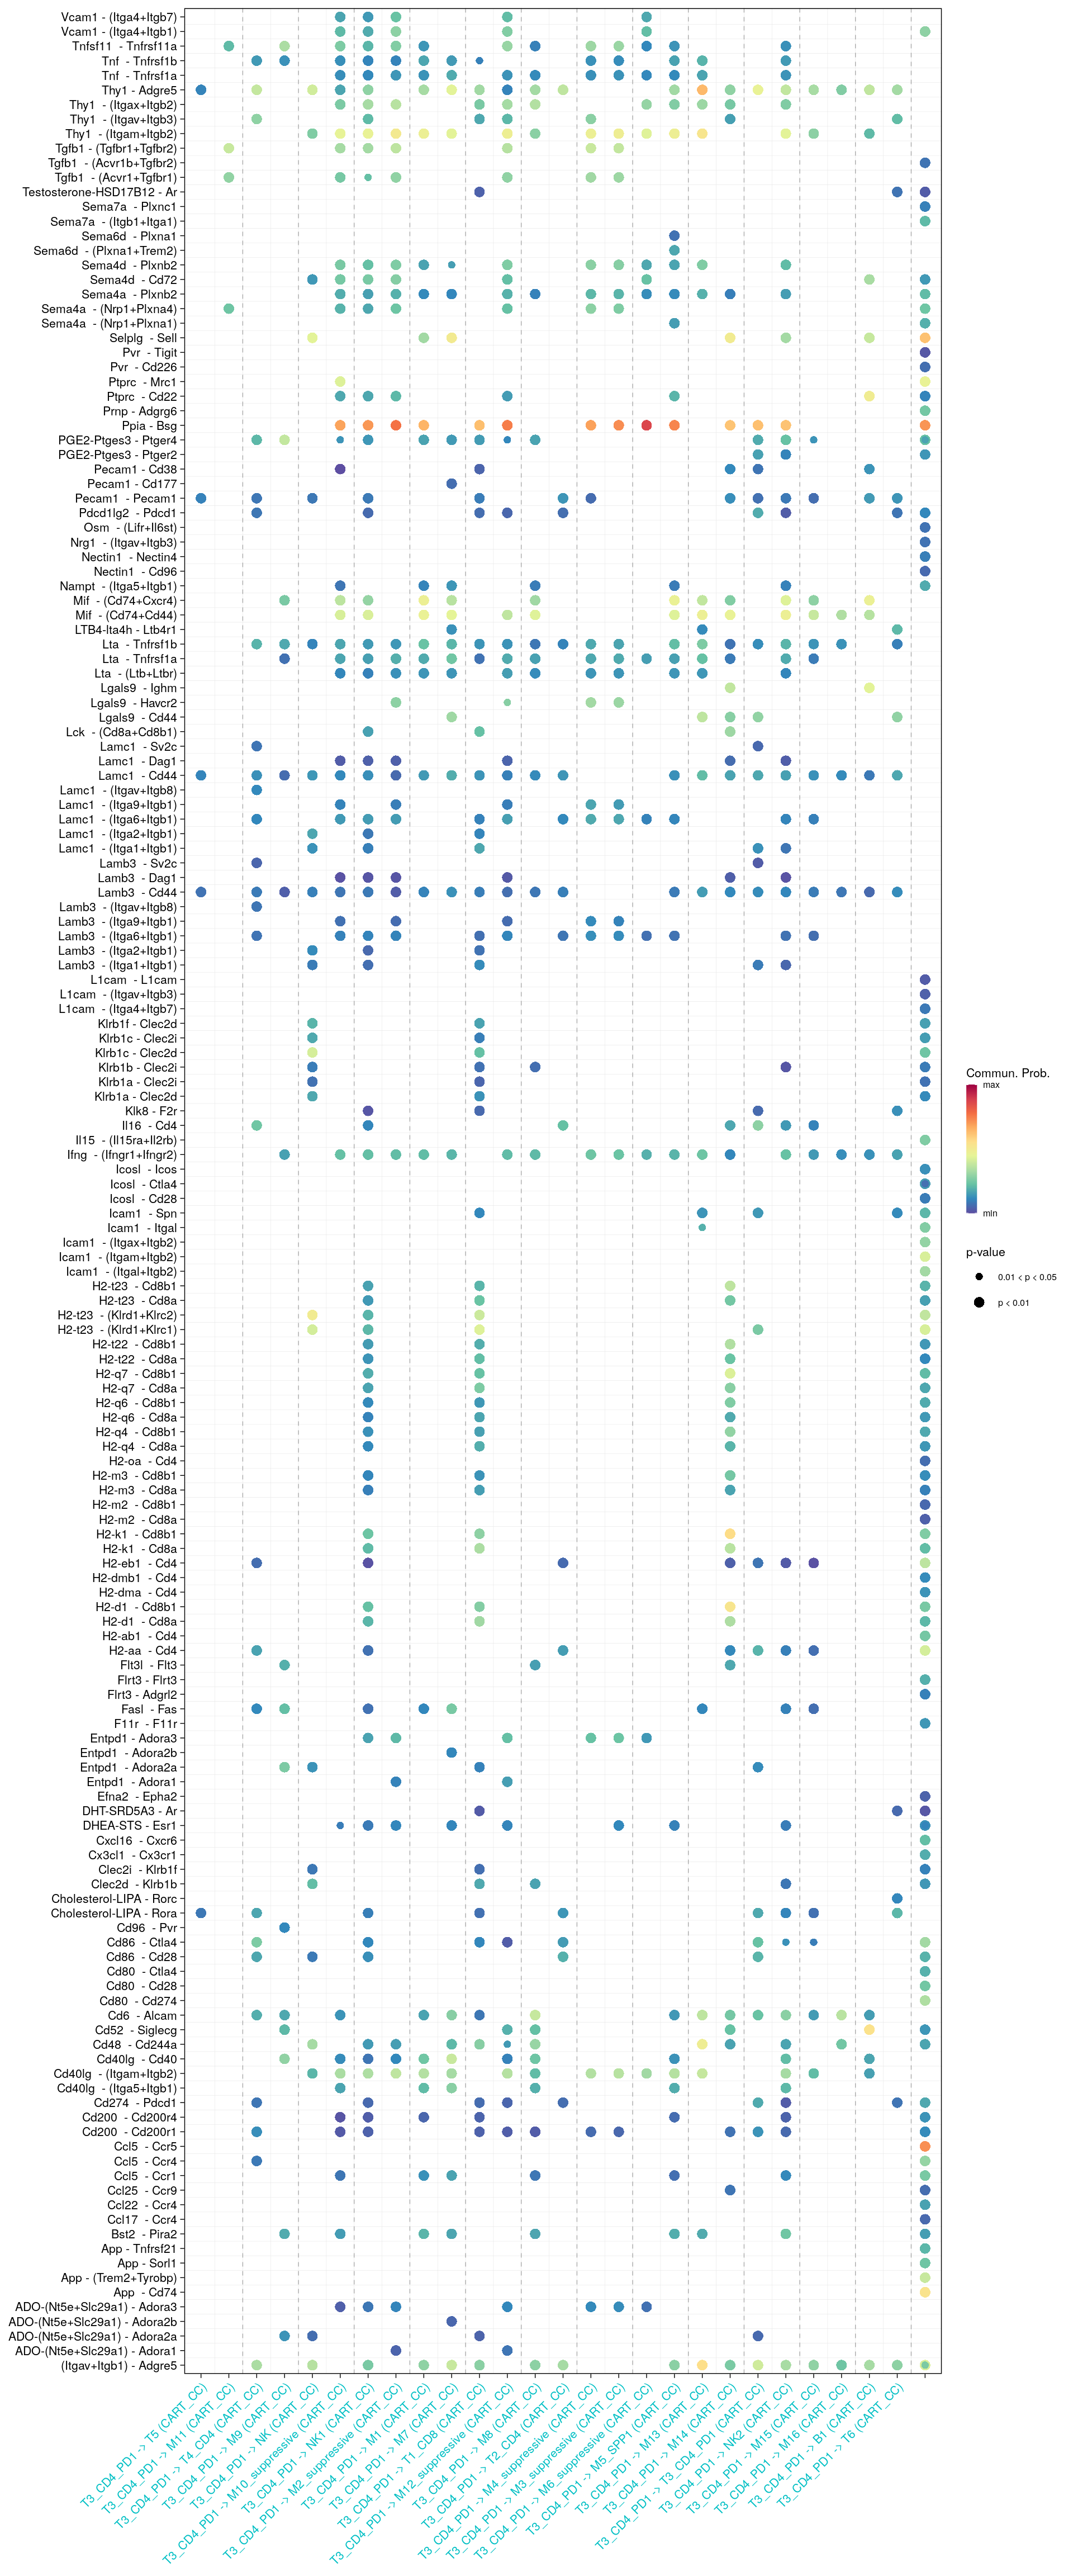 Vcam1 - (Itga4+Itgb7)
Vcam1 - (Itga4+Itgb1)
Tnfsf11 - Tnfrsf11a
Tnf - Tnfrsf1b
Tnf - Tnfrsf1a
Thy1 - Adgre5
Thy1 - (Itgax+Itgb2)
Thy1 - (Itgav+Itgb3)
Thy1 - (Itgam+Itgb2)
Tgfb1 - (Tgfbr1+Tgfbr2)
Tgfb1 - (Acvr1b+Tgfbr2)
Tgfb1 - (Acvr1+Tgfbr1)
Testosterone-HSD17B12 - Ar
Sema7a - Plxnc1
Sema7a - (Itgb1+Itga1)
Sema6d - Plxna1
Sema6d - (Plxna1+Trem2)
Sema4d - Plxnb2
Sema4d - Cd72
Sema4a - Plxnb2
Sema4a - (Nrp1+Plxna4)
Sema4a - (Nrp1+Plxna1)
Selplg - Sell
Pvr - Tigit
Pvr - Cd226
Ptprc - Mrc1
Ptprc - Cd22
Prnp - Adgrg6
Ppia - Bsg
PGE2-Ptges3 - Ptger4
PGE2-Ptges3 - Ptger2
Pecam1 - Cd38
Pecam1 - Cd177
Pecam1 - Pecam1
Pdcd1lg2 - Pdcd1
Osm - (Lifr+Il6st)
Nrg1 - (Itgav+Itgb3)
Nectin1 - Nectin4
Nectin1 - Cd96
Nampt - (Itga5+Itgb1)
Mif - (Cd74+Cxcr4)
Mif - (Cd74+Cd44)
LTB4-lta4h - Ltb4r1
Lta - Tnfrsf1b
Lta - Tnfrsf1a
Lta - (Ltb+Ltbr)
Lgals9 - Ighm
Lgals9 - Havcr2
Lgals9 - Cd44
Lck - (Cd8a+Cd8b1)
Lamc1 - Sv2c
Lamc1 - Dag1
Lamc1 - Cd44
Lamc1 - (Itgav+Itgb8)
Lamc1 - (Itga9+Itgb1)
Lamc1 - (Itga6+Itgb1)
Lamc1 - (Itga2+Itgb1)
Lamc1 - (Itga1+Itgb1)
Lamb3 - Sv2c
Lamb3 - Dag1
Lamb3 - Cd44
Lamb3 - (Itgav+Itgb8)
Lamb3 - (Itga9+Itgb1)
Lamb3 - (Itga6+Itgb1)
Lamb3 - (Itga2+Itgb1)
Lamb3 - (Itga1+Itgb1)
L1cam - L1cam
L1cam - (Itgav+Itgb3)
L1cam - (Itga4+Itgb7)
Klrb1f - Clec2d
Klrb1c - Clec2i
Klrb1c - Clec2d
Klrb1b - Clec2i
Klrb1a - Clec2i
Klrb1a - Clec2d
Klk8 - F2r
Il16 - Cd4
Il15 - (Il15ra+Il2rb)
Ifng - (Ifngr1+Ifngr2)
Icosl - Icos
Icosl - Ctla4
Icosl - Cd28
Icam1 - Spn
Icam1 - Itgal
Icam1 - (Itgax+Itgb2)
Icam1 - (Itgam+Itgb2)
Icam1 - (Itgal+Itgb2)
H2-t23 - Cd8b1
H2-t23 - Cd8a
H2-t23 - (Klrd1+Klrc2)
H2-t23 - (Klrd1+Klrc1)
H2-t22 - Cd8b1
H2-t22 - Cd8a
H2-q7 - Cd8b1
H2-q7 - Cd8a
H2-q6 - Cd8b1
H2-q6 - Cd8a
H2-q4 - Cd8b1
H2-q4 - Cd8a
H2-oa - Cd4
H2-m3 - Cd8b1
H2-m3 - Cd8a
H2-m2 - Cd8b1
H2-m2 - Cd8a
H2-k1 - Cd8b1
H2-k1 - Cd8a
H2-eb1 - Cd4
H2-dmb1 - Cd4
H2-dma - Cd4
H2-d1 - Cd8b1
H2-d1 - Cd8a
H2-ab1 - Cd4
H2-aa - Cd4
Flt3l - Flt3
Flrt3 - Flrt3
Flrt3 - Adgrl2
Fasl - Fas
F11r - F11r
Entpd1 - Adora3
Entpd1 - Adora2b
Entpd1 - Adora2a
Entpd1 - Adora1
Efna2 - Epha2
DHT-SRD5A3 - Ar
DHEA-STS - Esr1
Cxcl16 - Cxcr6
Cx3cl1 - Cx3cr1
Clec2i - Klrb1f
Clec2d - Klrb1b
Cholesterol-LIPA - Rorc
Cholesterol-LIPA - Rora
Cd96 - Pvr
Cd86 - Ctla4
Cd86 - Cd28
Cd80 - Ctla4
Cd80 - Cd28
Cd80 - Cd274
Cd6 - Alcam
Cd52 - Siglecg
Cd48 - Cd244a
Cd40lg - Cd40
Cd40lg - (Itgam+Itgb2)
Cd40lg - (Itga5+Itgb1)
Cd274 - Pdcd1
Cd200 - Cd200r4
Cd200 - Cd200r1
Ccl5 - Ccr5
Ccl5 - Ccr4
Ccl5 - Ccr1
Ccl25 - Ccr9
Ccl22 - Ccr4
Ccl17 - Ccr4
Bst2 - Pira2
App - Tnfrsf21
App - Sorl1
App - (Trem2+Tyrobp)
App - Cd74
ADO-(Nt5e+Slc29a1) - Adora3
ADO-(Nt5e+Slc29a1) - Adora2b
ADO-(Nt5e+Slc29a1) - Adora2a
ADO-(Nt5e+Slc29a1) - Adora1
(Itgav+Itgb1) - Adgre5
T3_CD4_PD1 -> T5 (CART_CC)
T3_CD4_PD1 -> M11 (CART_CC)
T3_CD4_PD1 -> T4_CD4 (CART_CC)
T3_CD4_PD1 -> M9 (CART_CC)
T3_CD4_PD1 -> NK (CART_CC)
T3_CD4_PD1 -> M10_suppressive (CART_CC)
T3_CD4_PD1 -> NK1 (CART_CC)
T3_CD4_PD1 -> M2_suppressive (CART_CC)
T3_CD4_PD1 -> M1 (CART_CC)
T3_CD4_PD1 -> M7 (CART_CC)
T3_CD4_PD1 -> T1_CD8 (CART_CC)
T3_CD4_PD1 -> M12_suppressive (CART_CC)
T3_CD4_PD1 -> M8 (CART_CC)
T3_CD4_PD1 -> T2_CD4 (CART_CC)
T3_CD4_PD1 -> M4_suppressive (CART_CC)
T3_CD4_PD1 -> M3_suppressive (CART_CC)
T3_CD4_PD1 -> M6_suppressive (CART_CC)
T3_CD4_PD1 -> M5_SPP1 (CART_CC)
T3_CD4_PD1 -> M13 (CART_CC)
T3_CD4_PD1 -> M14 (CART_CC)
T3_CD4_PD1 -> T3_CD4_PD1 (CART_CC)
T3_CD4_PD1 -> NK2 (CART_CC)
T3_CD4_PD1 -> M15 (CART_CC)
T3_CD4_PD1 -> M16 (CART_CC)
T3_CD4_PD1 -> B1 (CART_CC)
T3_CD4_PD1 -> T6 (CART_CC)
Commun. Prob.
max
min
p-value
0.01 < p < 0.05
p < 0.01